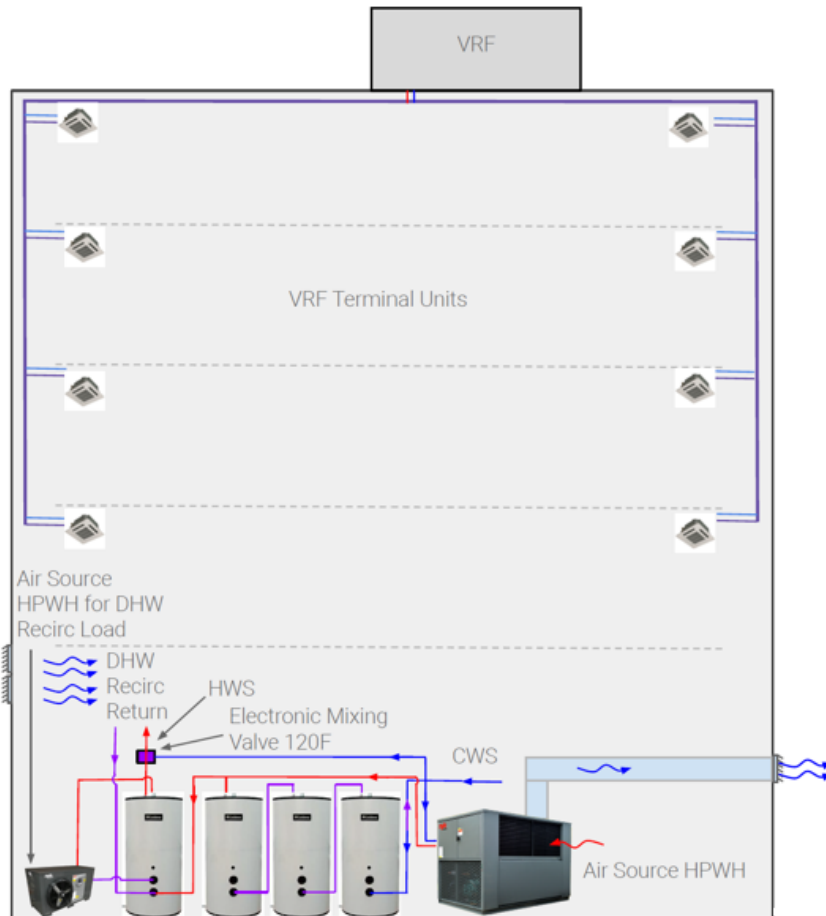 VRF
VRF Terminal Units
Air Source
HPWH for DHW
Recirc Load
DHW
Recirc
Return
HWS
Electronic Mixing
Valve 120F
CWS
Air Source HPWH